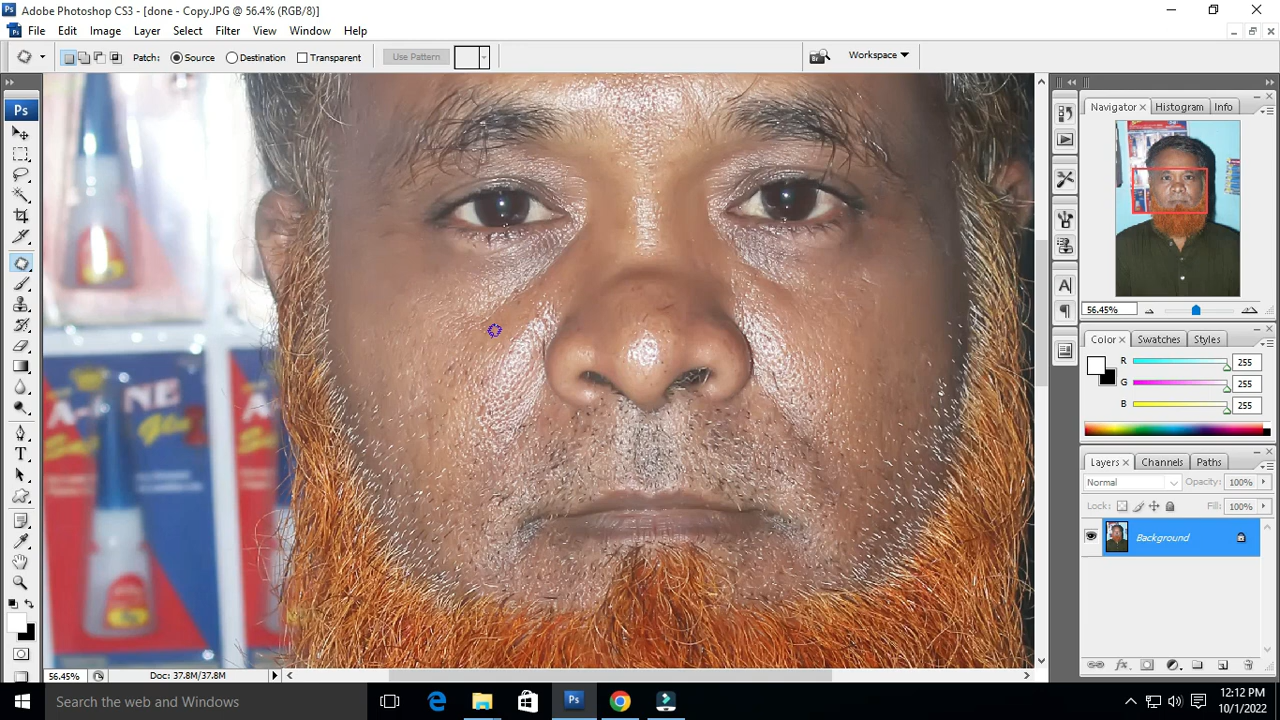 Adobe Photoshop CS3 - [done - Copy.JPG @ 56.4% (RGB/8)]
File Edit Image Layer Select Filter View Window Help
Patch: Source Destination Transparent Use Pattern Workspace
Ps
Navigator Histogram Info
56.45%
Color Swatches Styles
R 255
G 255
B 255
Layers Channels Paths
Normal Opacity: 100%
Lock: Fill: 100%
Background
A- NE
Glue
56.45% Doc: 37.8M/37.8M
Search the web and Windows
Ps
12:12 PM
10/1/2022